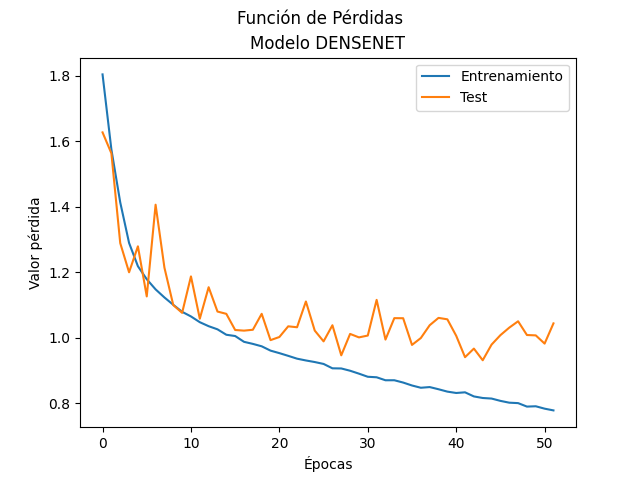 Función de Pérdidas
Modelo DENSENET
Entrenamiento
Test
Valor pérdida
1.8
1.6
1.4
1.2
1.0
0.8
0
10
20
30
40
50
Épocas